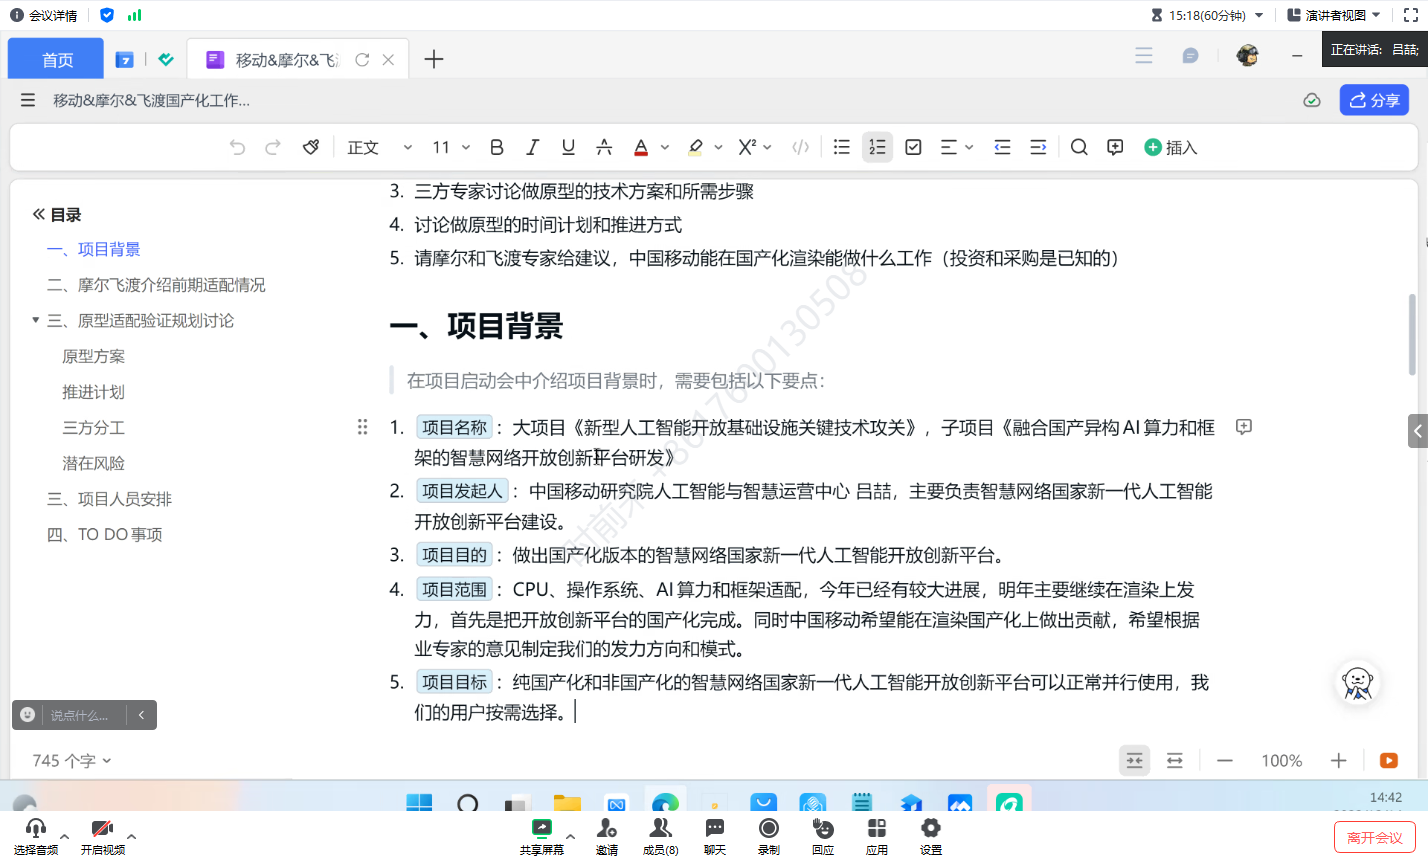 会议详情
15:18(60分钟)
演讲者视图
首页
7
移动&摩尔&飞渡
正在讲话: 吕喆;
移动&摩尔&飞渡国产化工作...
分享
正文
11
B I U A A X² </>
插入
目录
一、项目背景
二、摩尔飞渡介绍前期适配情况
三、原型适配验证规划讨论
原型方案
推进计划
三方分工
潜在风险
三、项目人员安排
四、TO DO 事项
3. 三方专家讨论做原型的技术方案和所需步骤
4. 讨论做原型的时间计划和推进方式
5. 请摩尔和飞渡专家给建议，中国移动能在国产化渲染能做什么工作（投资和采购是已知的）
一、项目背景
在项目启动会中介绍项目背景时，需要包括以下要点：
1. 项目名称：大项目《新型人工智能开放基础设施关键技术攻关》，子项目《融合国产异构 AI 算力和框
架的智慧网络开放创新平台研发》
2. 项目发起人：中国移动研究院人工智能与智慧运营中心 吕喆，主要负责智慧网络国家新一代人工智能
开放创新平台建设。
3. 项目目的：做出国产化版本的智慧网络国家新一代人工智能开放创新平台。
4. 项目范围：CPU、操作系统、AI 算力和框架适配，今年已经有较大进展，明年主要继续在渲染上发
力，首先是把开放创新平台的国产化完成。同时中国移动希望能在渲染国产化上做出贡献，希望根据
业专家的意见制定我们的发力方向和模式。
5. 项目目标：纯国产化和非国产化的智慧网络国家新一代人工智能开放创新平台可以正常并行使用，我
们的用户按需选择。
说点什么...
745 个字
100%
14:42
选择音频
开启视频
共享屏幕
邀请
成员(8)
聊天
录制
回应
应用
设置
离开会议